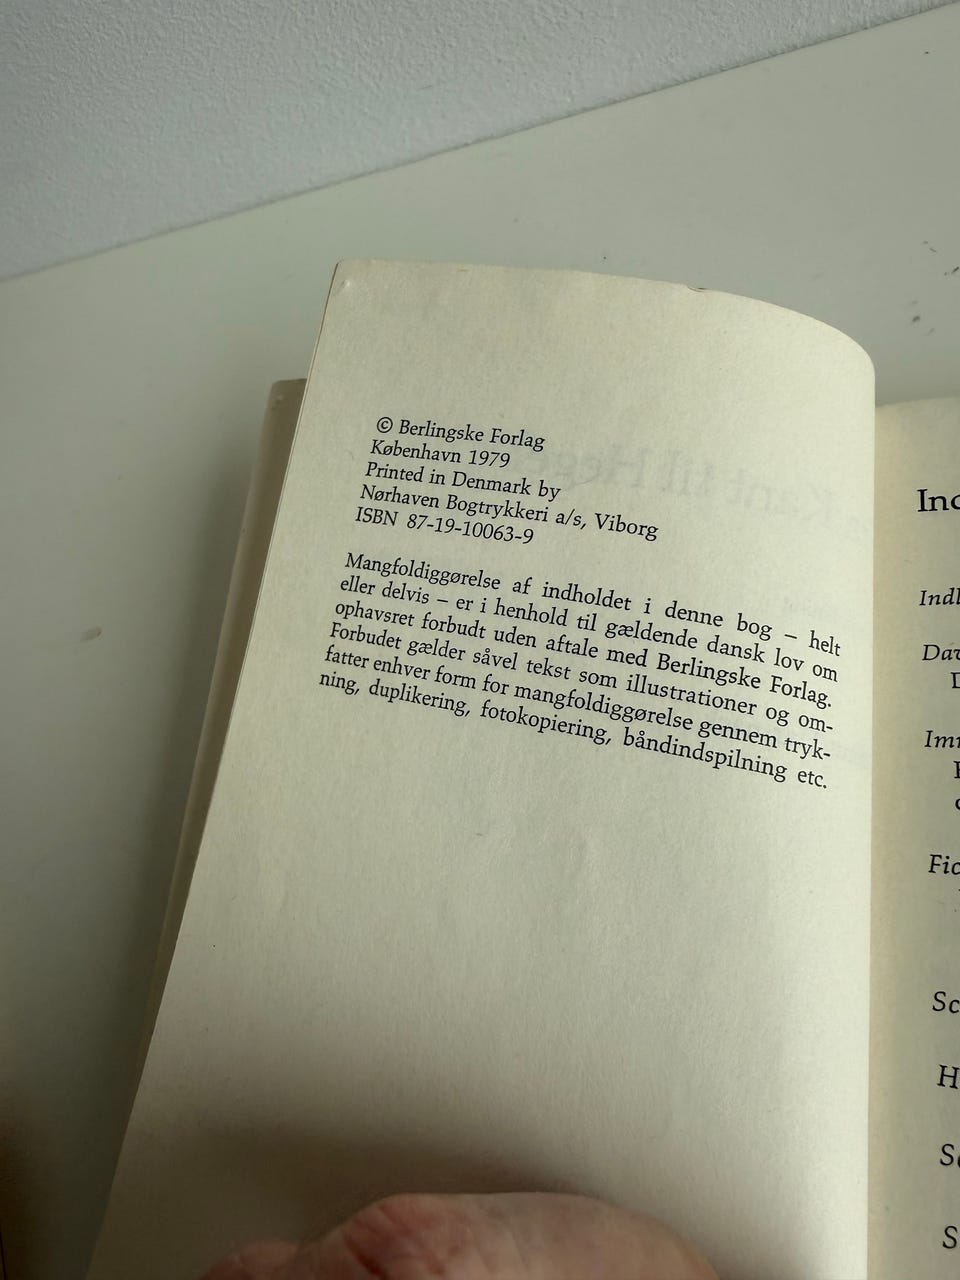 © Berlingske Forlag
København 1979
Printed in Denmark by
Nørhaven Bogtrykkeri a/s, Viborg
ISBN 87-19-10063-9
Mangfoldiggørelse af indholdet i denne bog – helt
eller delvis – er i henhold til gældende dansk lov om
ophavsret forbudt uden aftale med Berlingske Forlag.
Forbudet gælder såvel tekst som illustrationer og om-
fatter enhver form for mangfoldiggørelse gennem tryk-
ning, duplikering, fotokopiering, båndindspilning etc.